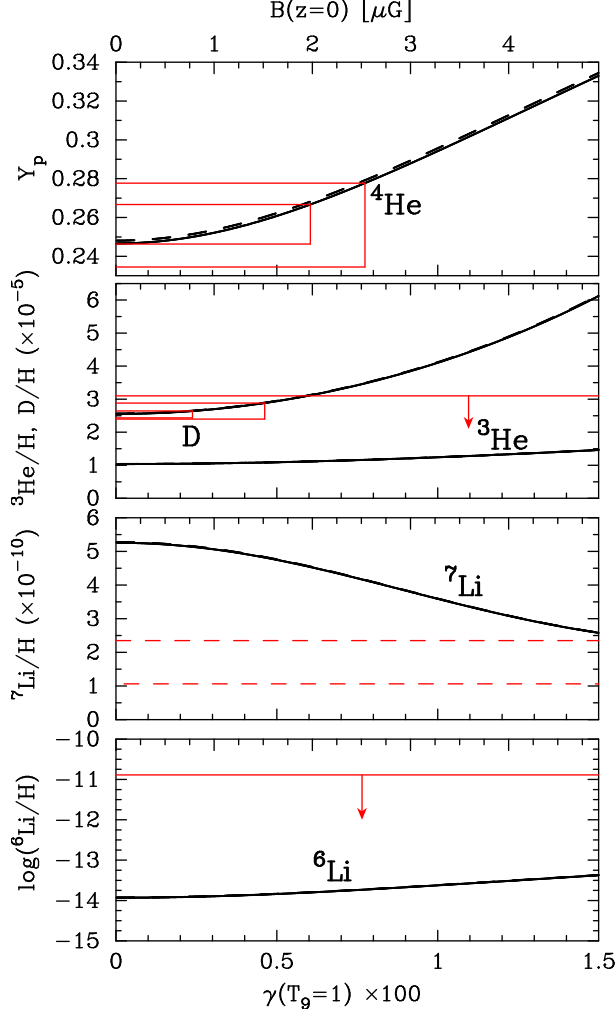 B(z=0) [μG]
0 1 2 3 4
0.34
0.32
0.3
0.28
0.26
0.24
Y_p
⁴He
6
5
4
3
2
1
0
³He/H, D/H (×10⁻⁵)
D
³He
6
5
4
3
2
1
0
⁷Li/H (×10⁻¹⁰)
⁷Li
−10
−11
−12
−13
−14
−15
log(⁶Li/H)
⁶Li
0 0.5 1 1.5
γ(T₉=1) ×100